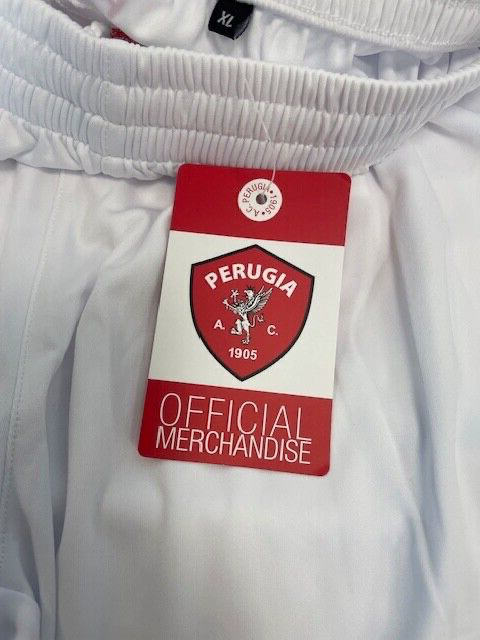 XL
A.C. PERUGIA • 1905 •
PERUGIA
A. C.
1905
OFFICIAL
MERCHANDISE